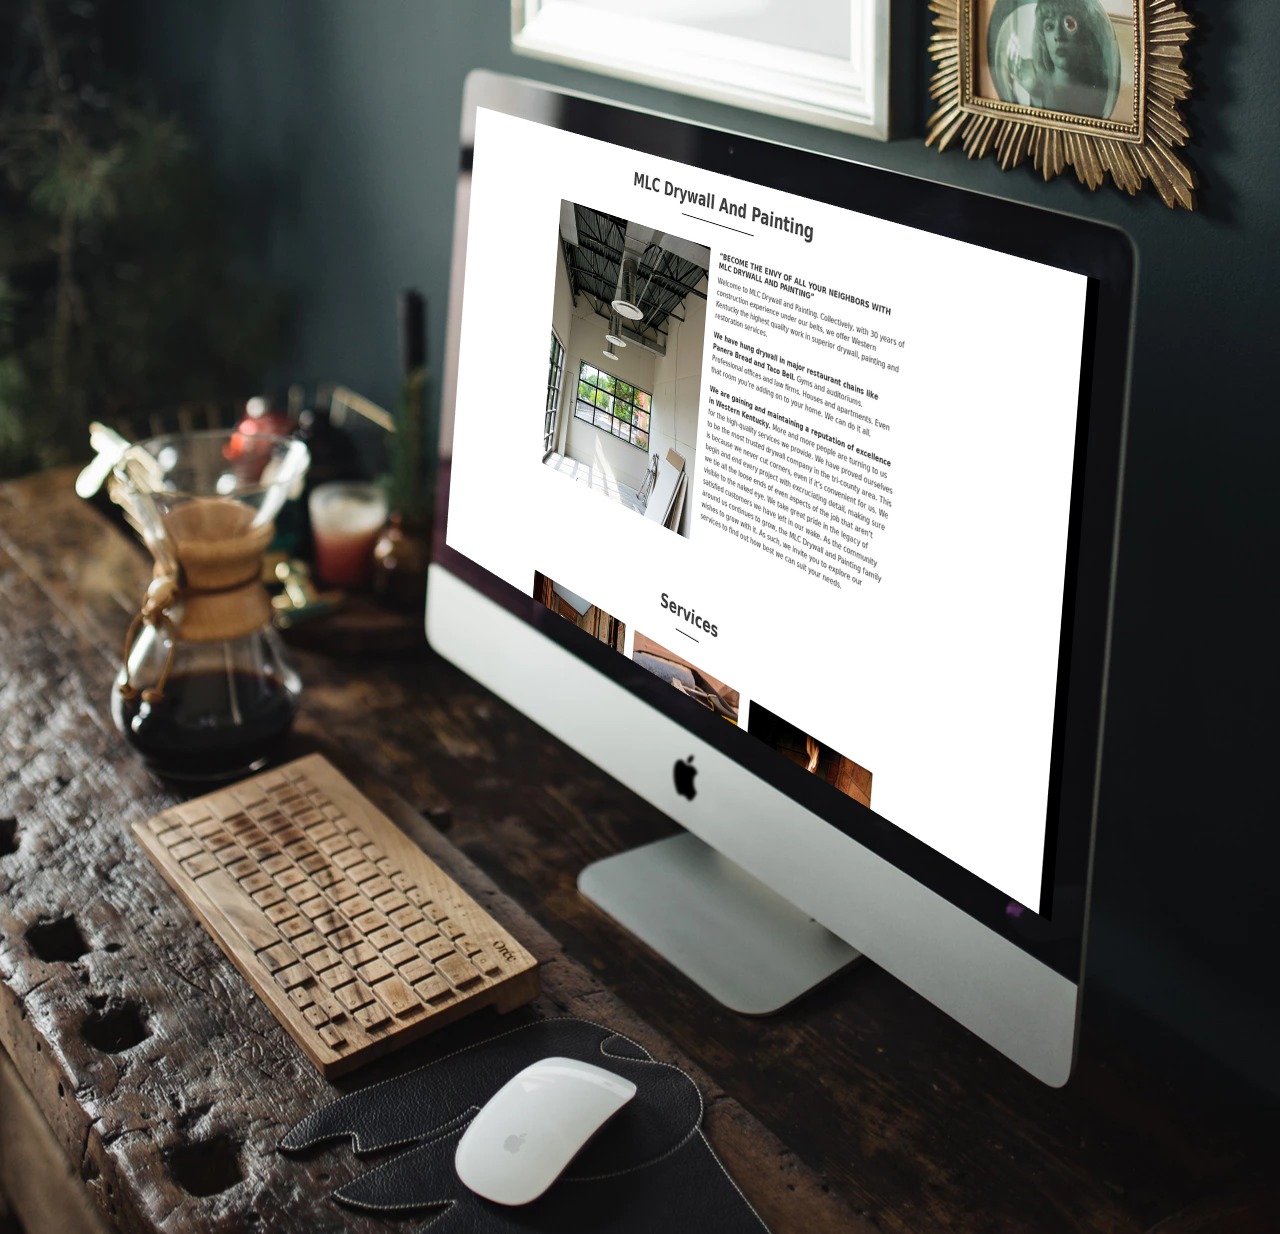 MLC Drywall And Painting
"BECOME THE ENVY OF ALL YOUR NEIGHBORS WITH
MLC DRYWALL AND PAINTING"
Welcome to MLC Drywall and Painting. Collectively, with 30 years of
construction experience under our belts, we offer Western
Kentucky the highest quality work in superior drywall, painting and
restoration services.
We have hung drywall in major restaurant chains like
Panera Bread and Taco Bell. Gyms and auditoriums.
Professional offices and law firms. Houses and apartments. Even
that room you're adding on to your home. We can do it all.
We are gaining and maintaining a reputation of excellence
in Western Kentucky. More and more people are turning to us
for the high-quality services we provide. We have proved ourselves
to be the most trusted drywall company in the tri-county area. This
is because we never cut corners, even if it's convenient for us. We
begin and end every project with excruciating detail, making sure
we tie all the loose ends of even aspects of the job that aren't
visible to the naked eye. We take great pride in the legacy of
satisfied customers we have left in our wake. As the community
around us continues to grow, the MLC Drywall and Painting family
wishes to grow with it. As such, we invite you to explore our
services to find out how best we can suit your needs.
Services
Orée